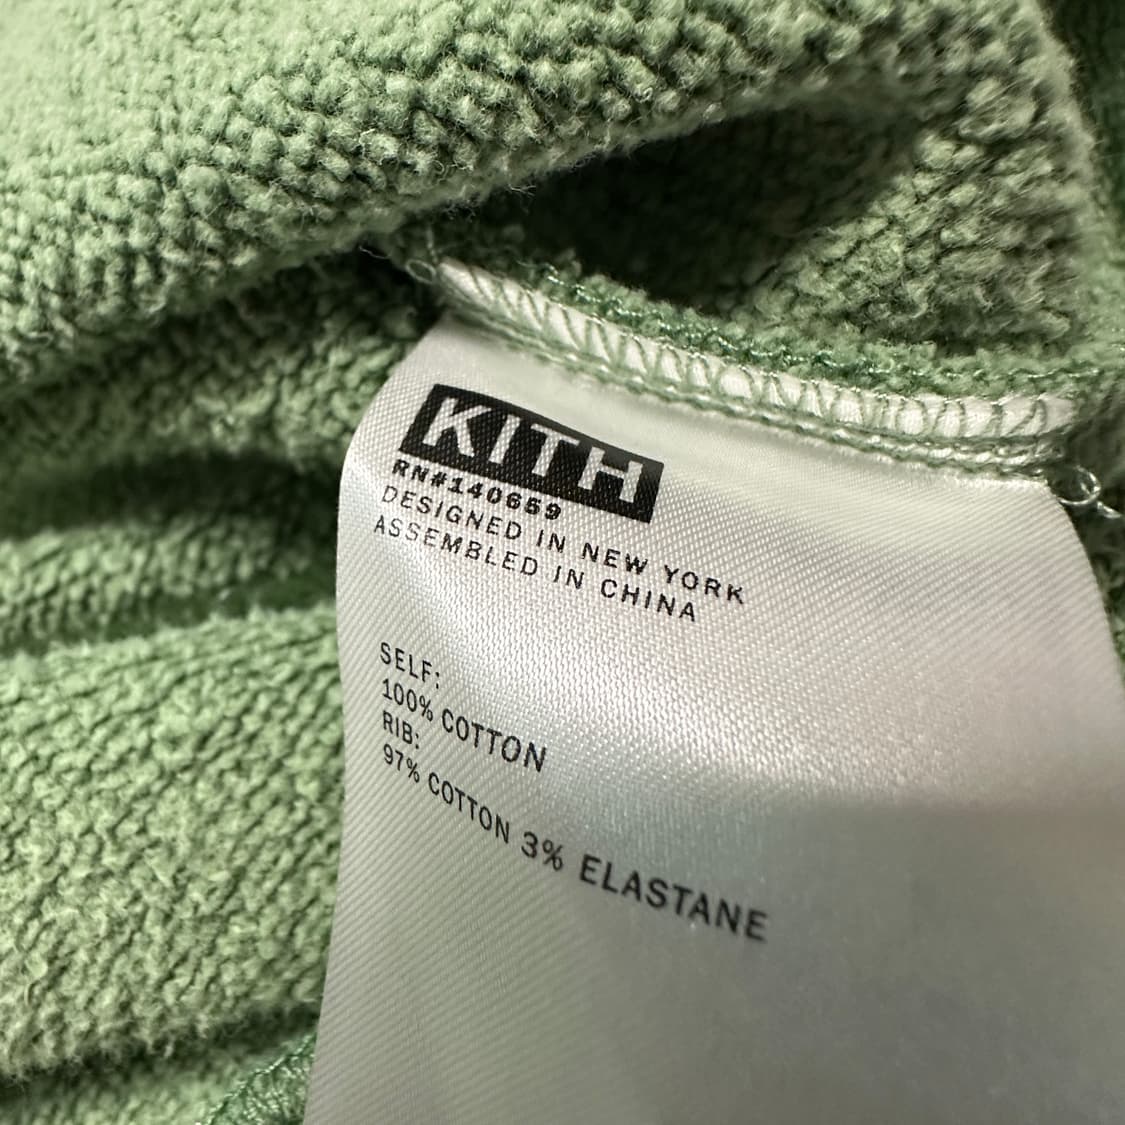 KITH
RN#140659
DESIGNED IN NEW YORK
ASSEMBLED IN CHINA
SELF:
100% COTTON
RIB:
97% COTTON 3% ELASTANE